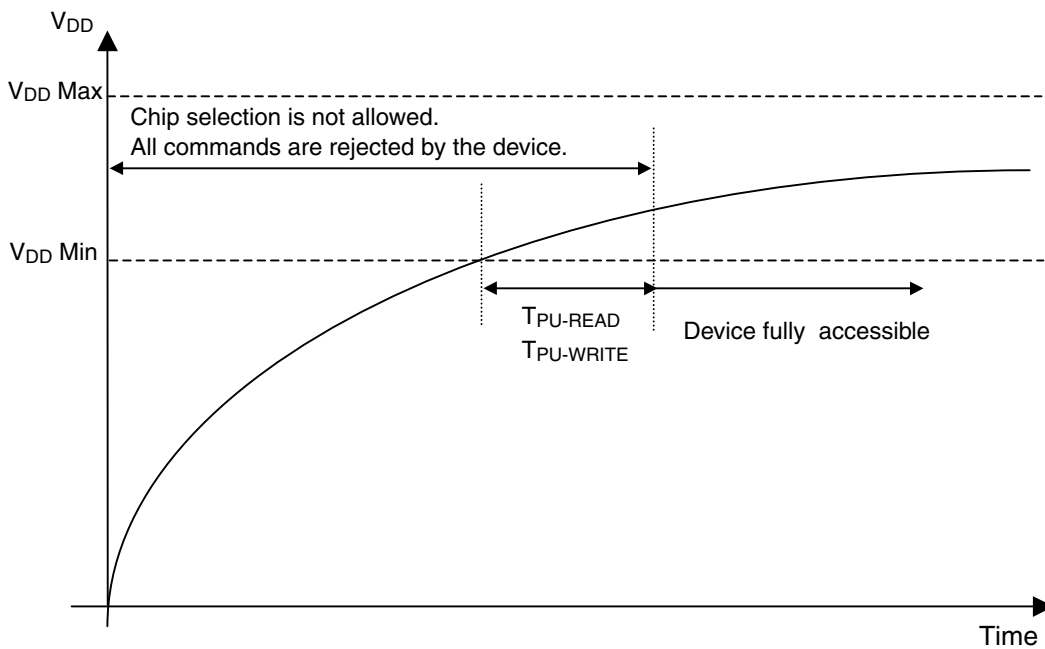 VDD
VDD Max
Chip selection is not allowed.
All commands are rejected by the device.
VDD Min
TPU-READ
TPU-WRITE
Device fully accessible
Time